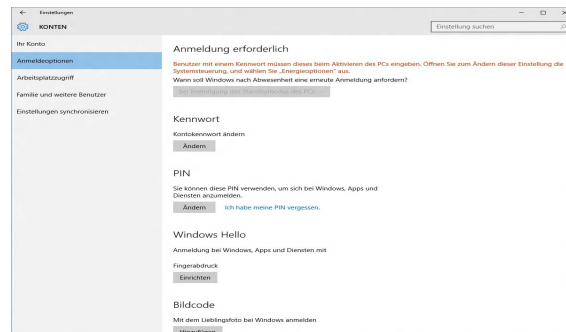 Einstellungen
KONTEN
Einstellung suchen
Ihr Konto
Anmeldeoptionen
Arbeitsplatzzugriff
Familie und weitere Benutzer
Einstellungen synchronisieren
Anmeldung erforderlich
Benutzer mit einem Kennwort müssen dieses beim Aktivieren des PCs eingeben. Öffnen Sie zum Ändern dieser Einstellung die
Systemsteuerung, und wählen Sie „Energieoptionen" aus.
Wann soll Windows nach Abwesenheit eine erneute Anmeldung anfordern?
Bei Beendigung des Standbymodus des PCs
Kennwort
Kontokennwort ändern
Ändern
PIN
Sie können diese PIN verwenden, um sich bei Windows, Apps und
Diensten anzumelden.
Ändern
Ich habe meine PIN vergessen.
Windows Hello
Anmeldung bei Windows, Apps und Diensten mit
Fingerabdruck
Einrichten
Bildcode
Mit dem Lieblingsfoto bei Windows anmelden
Hinzufügen